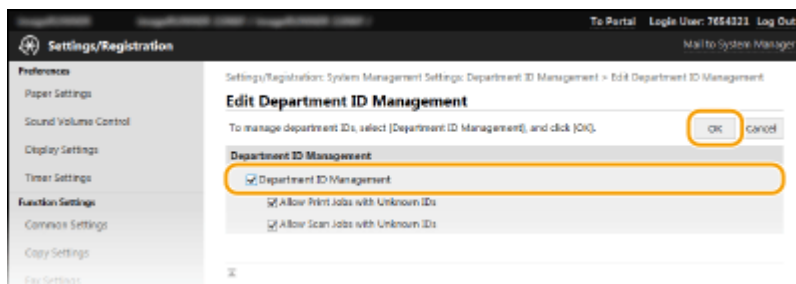 To Portal Login User: 7654321 Log Out
Settings/Registration
Mail to System Manager
Preferences
Paper Settings
Sound Volume Control
Display Settings
Timer Settings
Function Settings
Common Settings
Copy Settings
Fax Settings
Settings/Registration: System Management Settings: Department ID Management > Edit Department ID Management
Edit Department ID Management
To manage department IDs, select [Department ID Management], and click [OK].
OK Cancel
Department ID Management
Department ID Management
Allow Print Jobs with Unknown IDs
Allow Scan Jobs with Unknown IDs